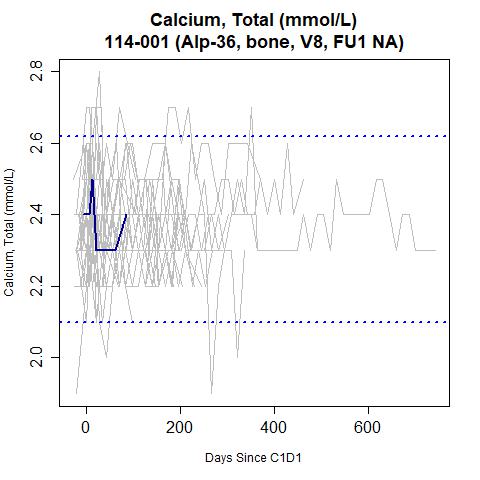 Calcium, Total (mmol/L)
114-001 (Alp-36, bone, V8, FU1 NA)
Calcium, Total (mmol/L)
2.8
2.6
2.4
2.2
2.0
0
200
400
600
Days Since C1D1